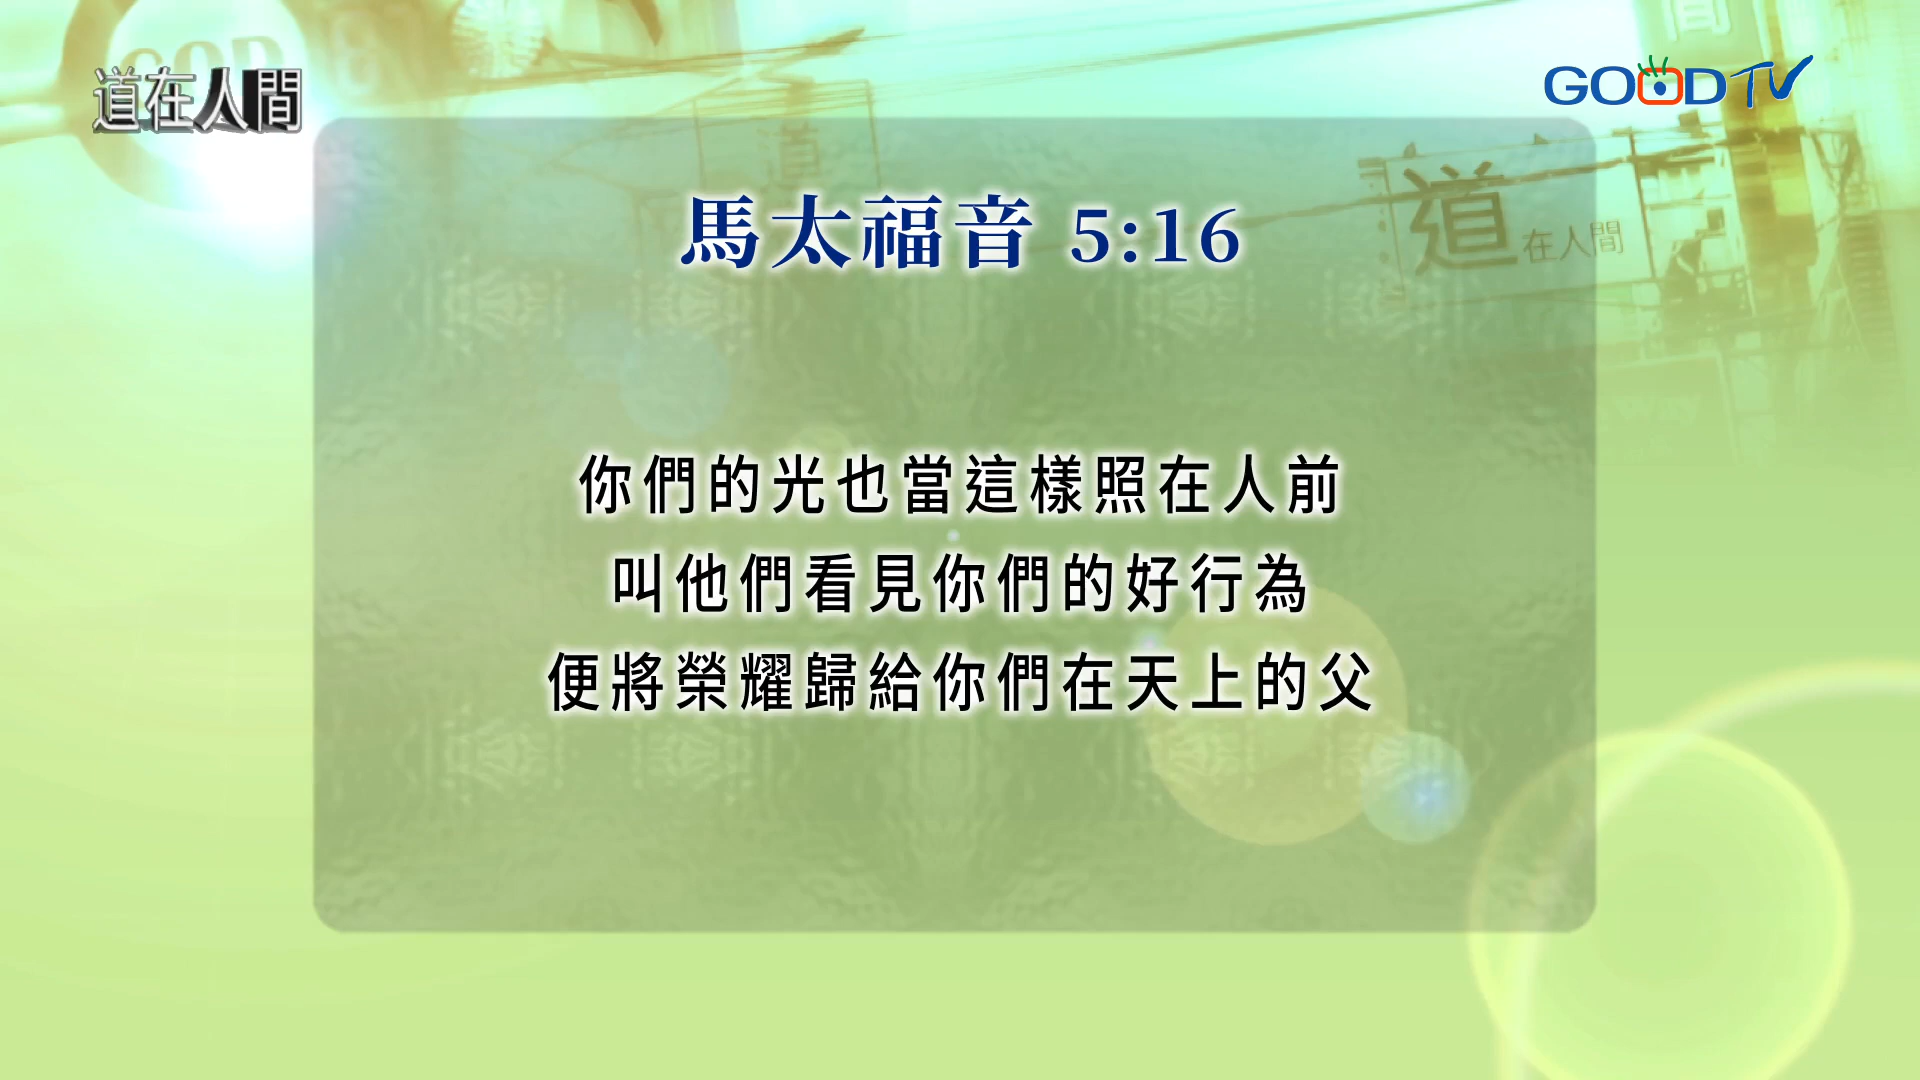 道在人間
GOODTV
道
在人間
馬太福音 5:16
你們的光也當這樣照在人前
叫他們看見你們的好行為
便將榮耀歸給你們在天上的父